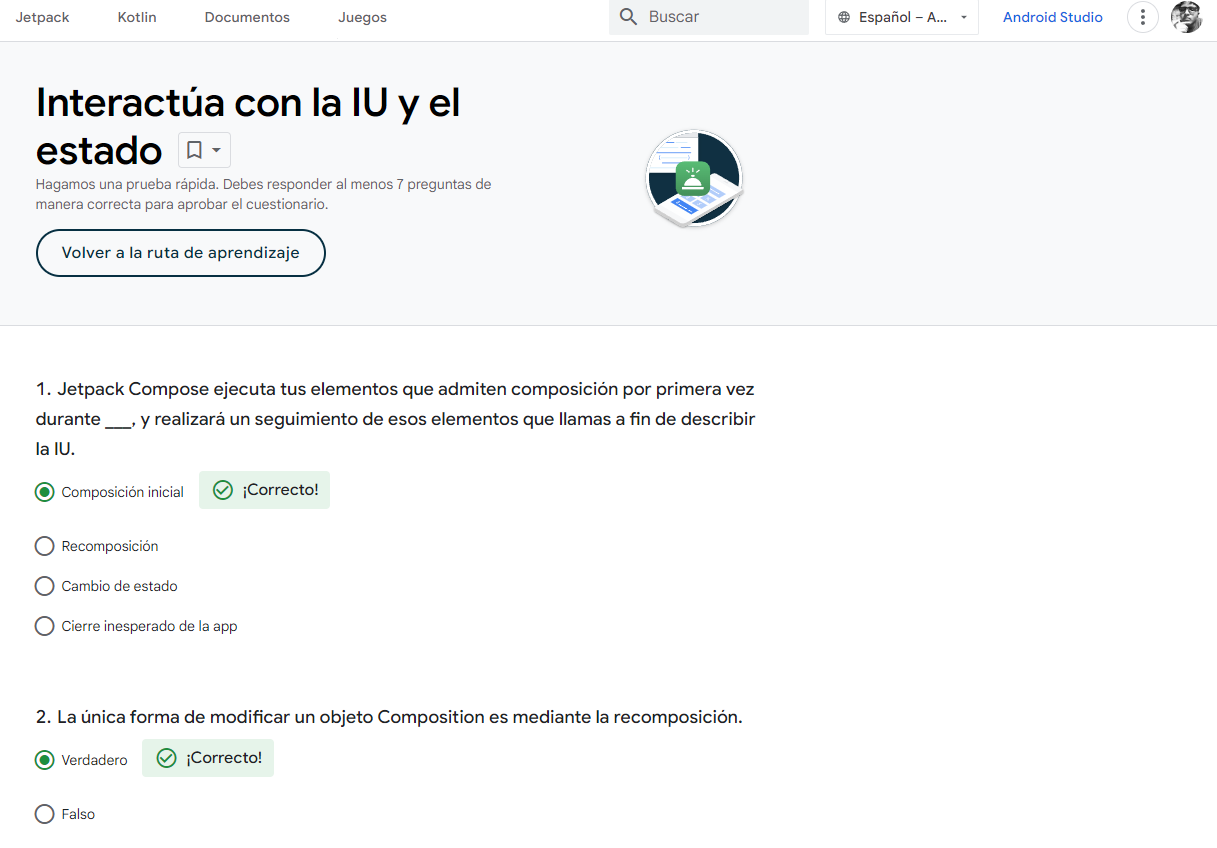 Jetpack Kotlin Documentos Juegos Buscar Español – A... Android Studio
Interactúa con la IU y el
estado
Hagamos una prueba rápida. Debes responder al menos 7 preguntas de
manera correcta para aprobar el cuestionario.
Volver a la ruta de aprendizaje
1. Jetpack Compose ejecuta tus elementos que admiten composición por primera vez
durante ___, y realizará un seguimiento de esos elementos que llamas a fin de describir
la IU.
Composición inicial ¡Correcto!
Recomposición
Cambio de estado
Cierre inesperado de la app
2. La única forma de modificar un objeto Composition es mediante la recomposición.
Verdadero ¡Correcto!
Falso